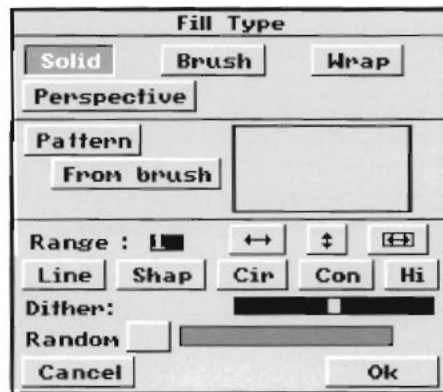 Fill Type
Solid Brush Wrap
Perspective
Pattern
From brush
Range : 1
Line Shap Cir Con Hi
Dither:
Random
Cancel Ok